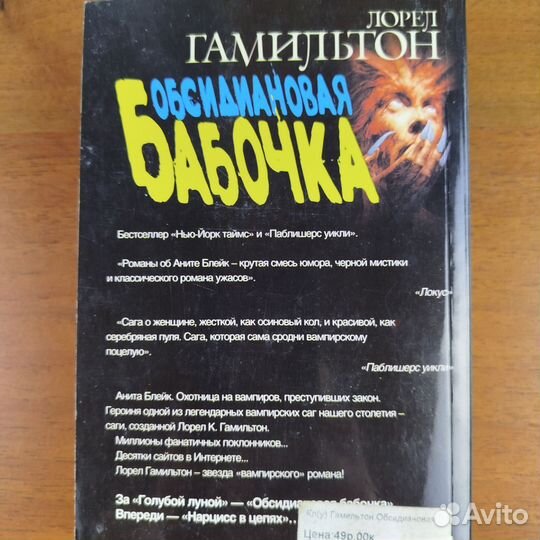 ЛОРЕЛ
ГАМИЛЬТОН
ОБСИДИАНОВАЯ
БАБОЧКА
Бестселлер «Нью-Йорк таймс» и «Паблишерс уикли».
«Романы об Аните Блейк – крутая смесь юмора, черной мистики
и классического романа ужасов».
«Локус»
«Сага о женщине, жесткой, как осиновый кол, и красивой, как
серебряная пуля. Сага, которая сама сродни вампирскому
поцелую».
«Паблишерс уикли»
Анита Блейк. Охотница на вампиров, преступивших закон.
Героиня одной из легендарных вампирских саг нашего столетия –
саги, созданной Лорел К. Гамильтон.
Миллионы фанатичных поклонников...
Десятки сайтов в Интернете...
Лорел Гамильтон – звезда «вампирского» романа!
За «Голубой луной» — «Обсидиановая бабочка»
Впереди — «Нарцисс в цепях»...
Кп(у) Гамильтон Обсидиановая
Цена:49р.00к
Avito